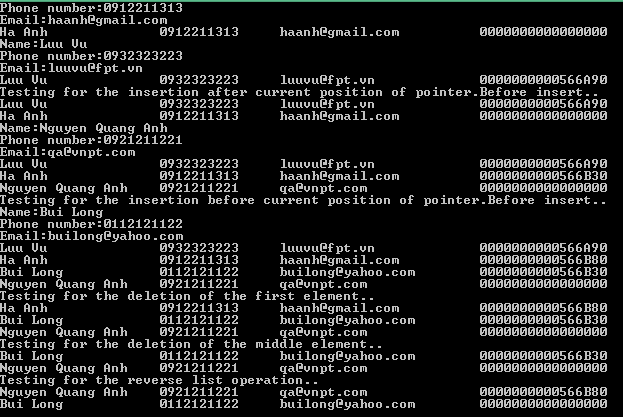 Phone number:0912211313
Email:haanh@gmail.com
Ha Anh 0912211313 haanh@gmail.com 0000000000000000
Name:Luu Vu
Phone number:0932323223
Email:luuvu@fpt.vn
Luu Vu 0932323223 luuvu@fpt.vn 0000000000566A90
Testing for the insertion after current position of pointer.Before insert..
Luu Vu 0932323223 luuvu@fpt.vn 0000000000566A90
Ha Anh 0912211313 haanh@gmail.com 0000000000000000
Name:Nguyen Quang Anh
Phone number:0921211221
Email:qa@vnpt.com
Luu Vu 0932323223 luuvu@fpt.vn 0000000000566A90
Ha Anh 0912211313 haanh@gmail.com 0000000000566B30
Nguyen Quang Anh 0921211221 qa@vnpt.com 0000000000000000
Testing for the insertion before current position of pointer.Before insert..
Name:Bui Long
Phone number:0112121122
Email:builong@yahoo.com
Luu Vu 0932323223 luuvu@fpt.vn 0000000000566A90
Ha Anh 0912211313 haanh@gmail.com 0000000000566B80
Bui Long 0112121122 builong@yahoo.com 0000000000566B30
Nguyen Quang Anh 0921211221 qa@vnpt.com 0000000000000000
Testing for the deletion of the first element..
Ha Anh 0912211313 haanh@gmail.com 0000000000566B80
Bui Long 0112121122 builong@yahoo.com 0000000000566B30
Nguyen Quang Anh 0921211221 qa@vnpt.com 0000000000000000
Testing for the deletion of the middle element..
Bui Long 0112121122 builong@yahoo.com 0000000000566B30
Nguyen Quang Anh 0921211221 qa@vnpt.com 0000000000000000
Testing for the reverse list operation..
Nguyen Quang Anh 0921211221 qa@vnpt.com 0000000000566B80
Bui Long 0112121122 builong@yahoo.com 0000000000000000